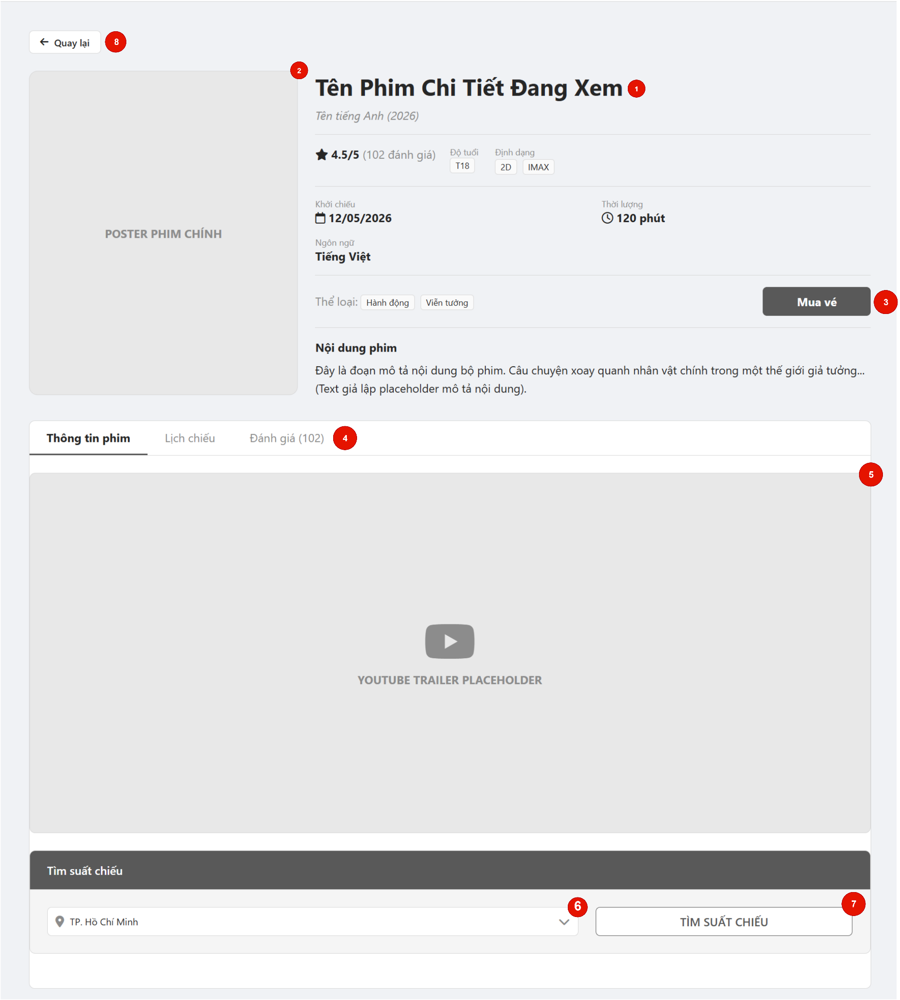 Quay lại 8
2
Tên Phim Chi Tiết Đang Xem 1
Tên tiếng Anh (2026)
4.5/5 (102 đánh giá)
Độ tuổi
T18
Định dạng
2D IMAX
Khởi chiếu
12/05/2026
Thời lượng
120 phút
Ngôn ngữ
Tiếng Việt
Thể loại: Hành động Viễn tưởng
Mua vé 3
Nội dung phim
Đây là đoạn mô tả nội dung bộ phim. Câu chuyện xoay quanh nhân vật chính trong một thế giới giả tưởng...
(Text giả lập placeholder mô tả nội dung).
POSTER PHIM CHÍNH
Thông tin phim Lịch chiếu Đánh giá (102) 4
5
YOUTUBE TRAILER PLACEHOLDER
Tìm suất chiếu
TP. Hồ Chí Minh 6
TÌM SUẤT CHIẾU 7